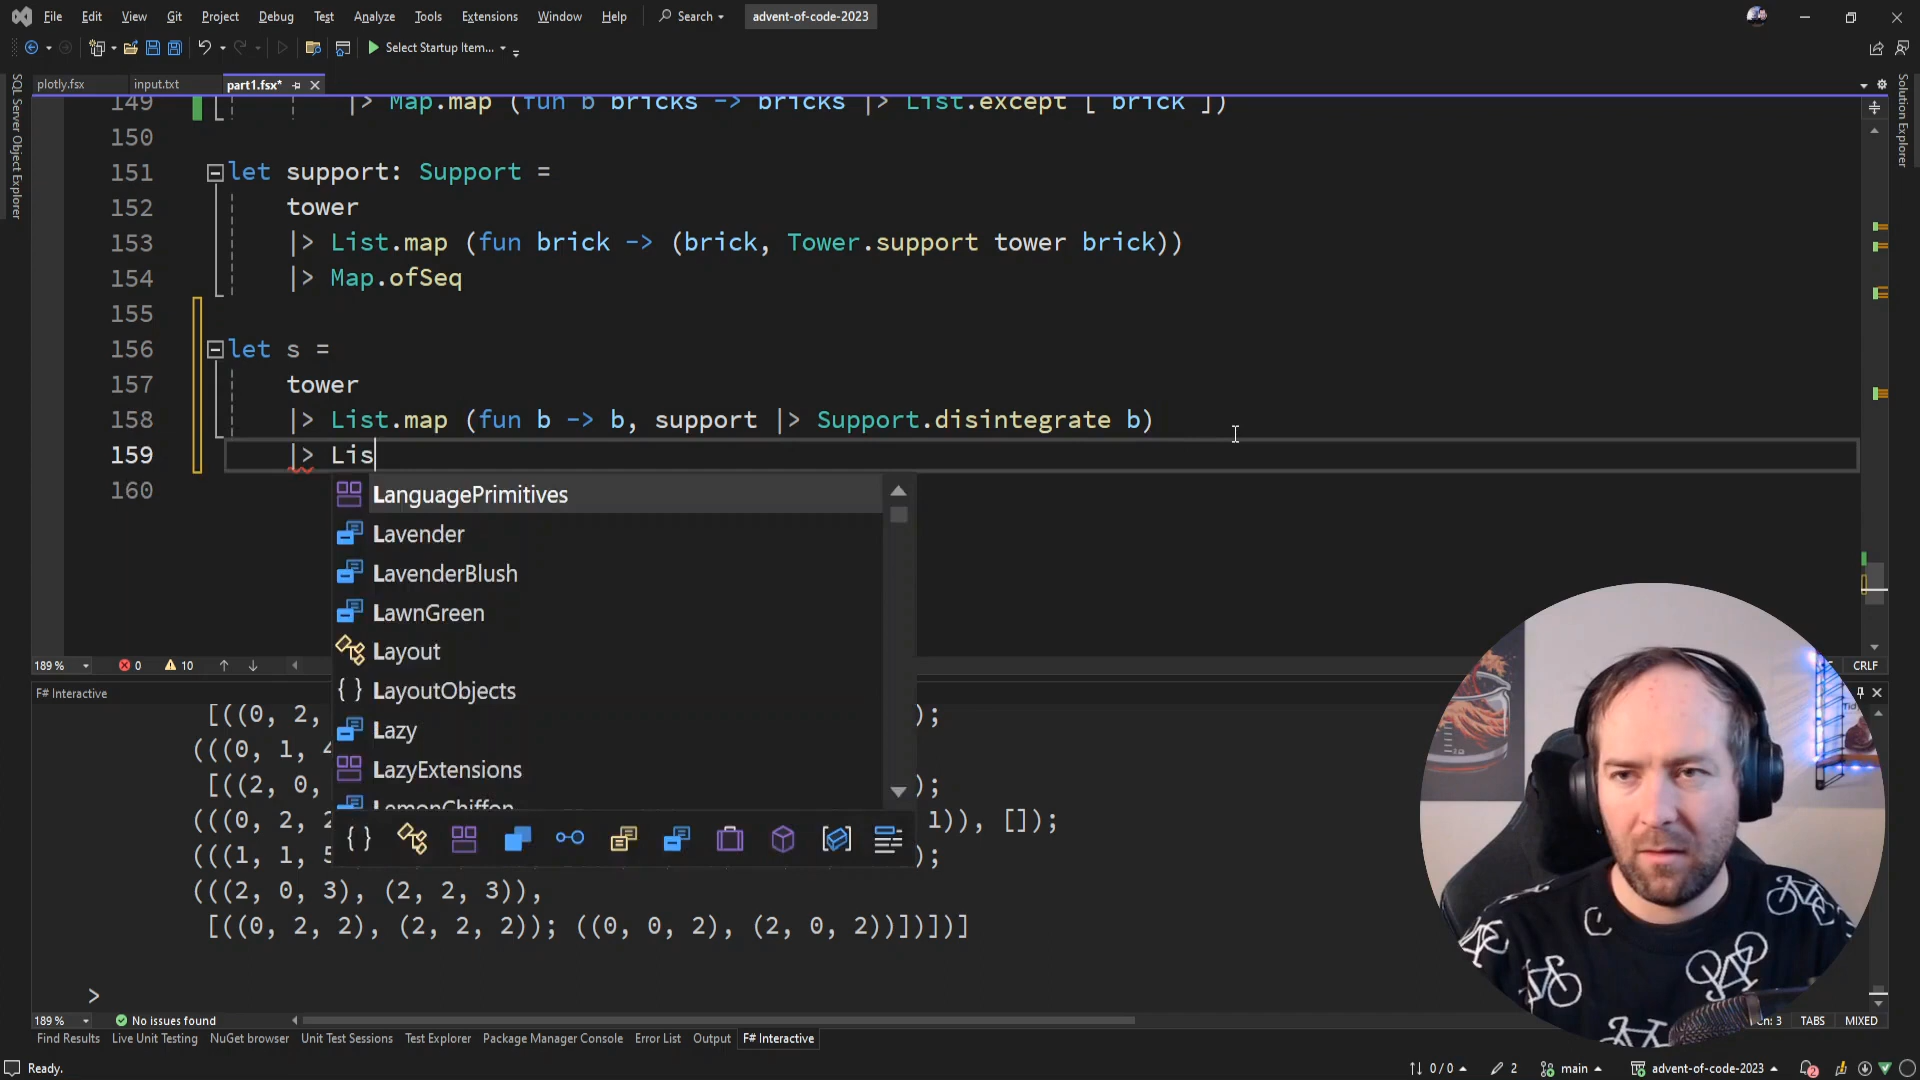 File Edit View Git Project Debug Test Analyze Tools Extensions Window Help Search advent-of-code-2023
Select Startup Item...
plotly.fsx input.txt part1.fsx*
SQL Server Object Explorer
Solution Explorer
149 |> Map.map (fun b bricks -> bricks |> List.except [ brick ])
150
151 let support: Support =
152 tower
153 |> List.map (fun brick -> (brick, Tower.support tower brick))
154 |> Map.ofSeq
155
156 let s =
157 tower
158 |> List.map (fun b -> b, support |> Support.disintegrate b)
159 |> Lis
160
LanguagePrimitives
Lavender
LavenderBlush
LawnGreen
Layout
LayoutObjects
Lazy
LazyExtensions
LemonChiffon
189 % 0 10 CRLF
F# Interactive
[((0, 2, );
(((0, 1, 4
[((2, 0, );
(((0, 2, 2 1)), []);
(((1, 1, 5 );
(((2, 0, 3), (2, 2, 3)),
[((0, 2, 2), (2, 2, 2)); ((0, 0, 2), (2, 0, 2))])])]
>
189 % No issues found Ln: 3 TABS MIXED
Find Results Live Unit Testing NuGet browser Unit Test Sessions Test Explorer Package Manager Console Error List Output F# Interactive
Ready. 0 / 0 2 main advent-of-code-2023 2